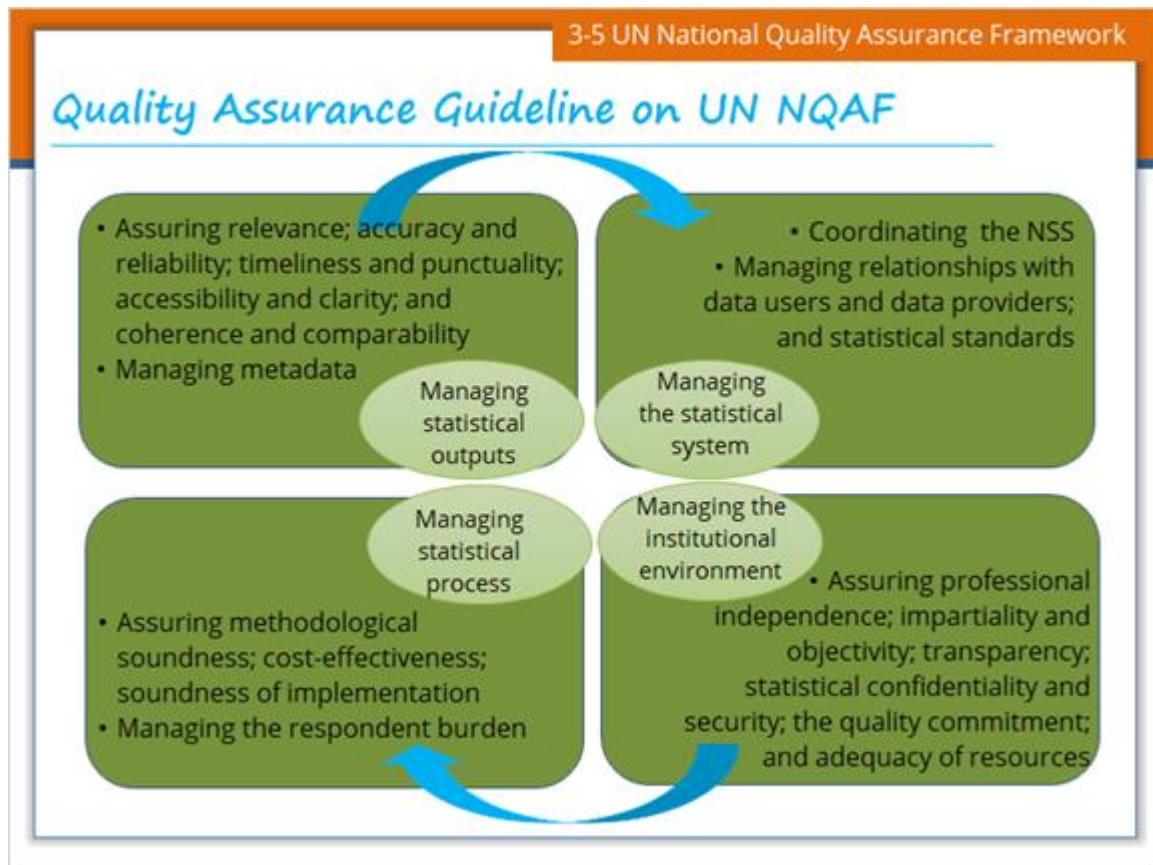 3-5 UN National Quality Assurance Framework
Quality Assurance Guideline on UN NQAF
• Assuring relevance; accuracy and
reliability; timeliness and punctuality;
accessibility and clarity; and
coherence and comparability
• Managing metadata
Managing
statistical
outputs
• Coordinating the NSS
• Managing relationships with
data users and data providers;
and statistical standards
Managing
the statistical
system
Managing
statistical
process
• Assuring methodological
soundness; cost-effectiveness;
soundness of implementation
• Managing the respondent burden
Managing the
institutional
environment
• Assuring professional
independence; impartiality and
objectivity; transparency;
statistical confidentiality and
security; the quality commitment;
and adequacy of resources